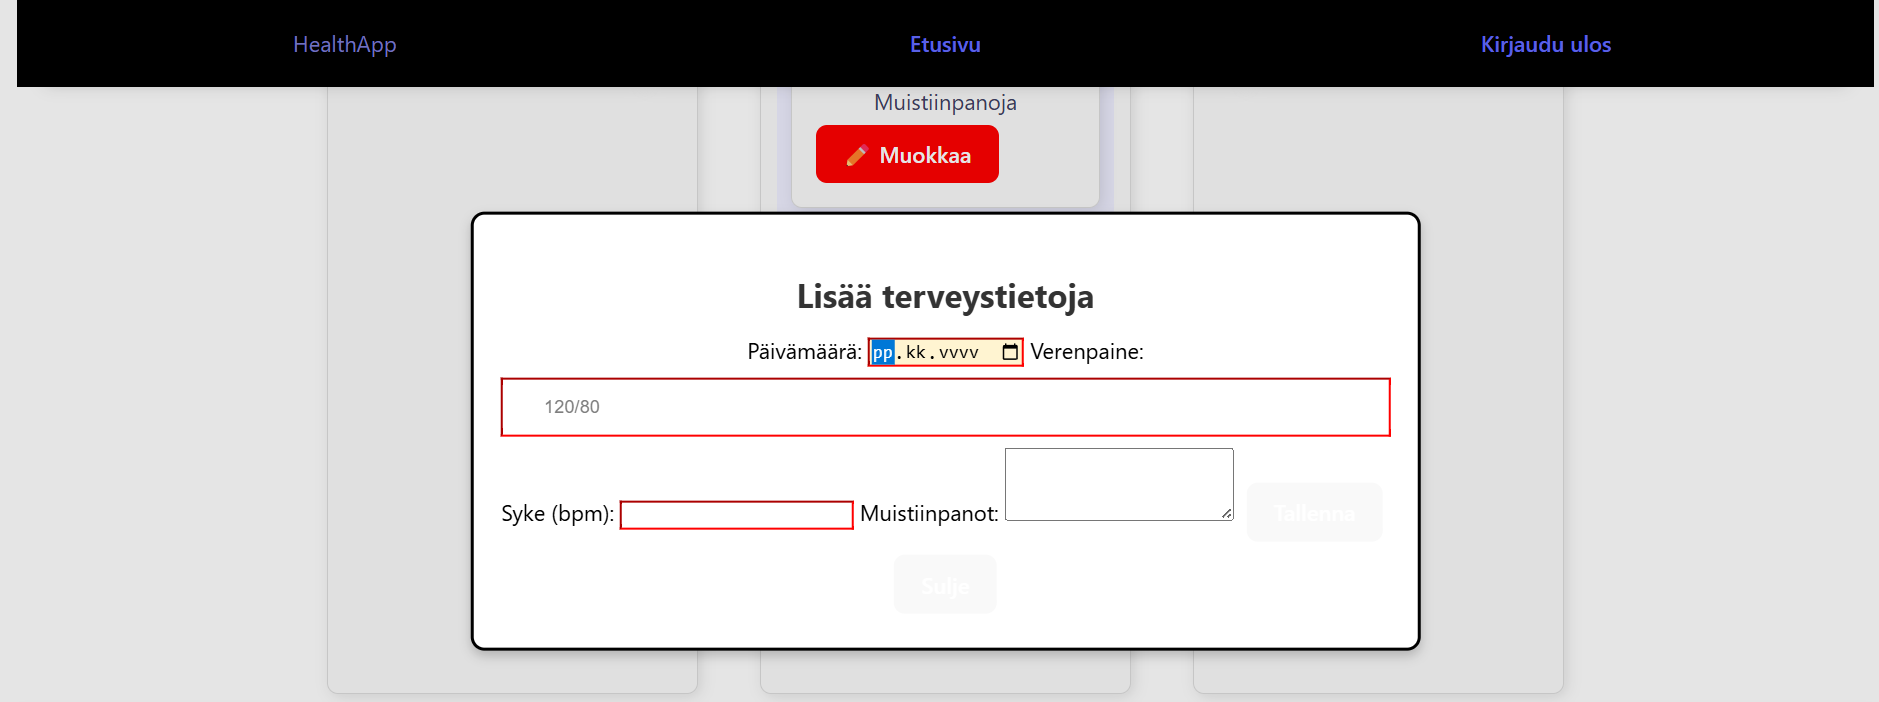 HealthApp Etusivu Kirjaudu ulos
Muistiinpanoja
Muokkaa
Lisää terveystietoja
Päivämäärä: pp.kk.vvvv Verenpaine:
120/80
Syke (bpm): Muistiinpanot: Tallenna
Sulje